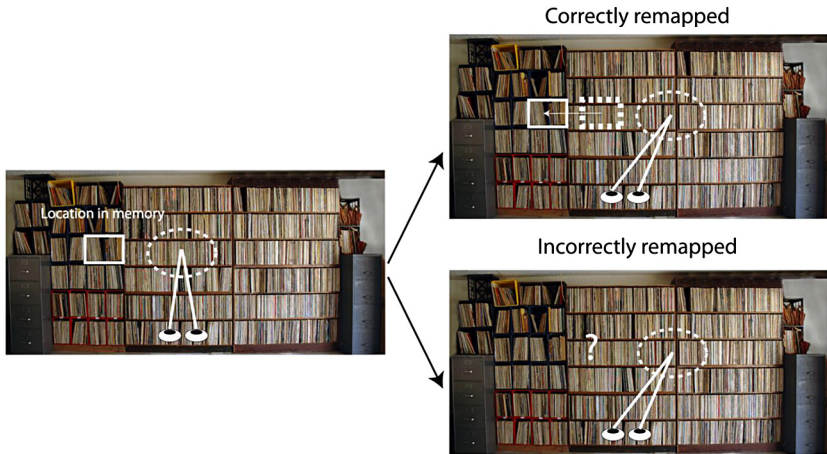 Correctly remapped
Location in memory
Incorrectly remapped
?